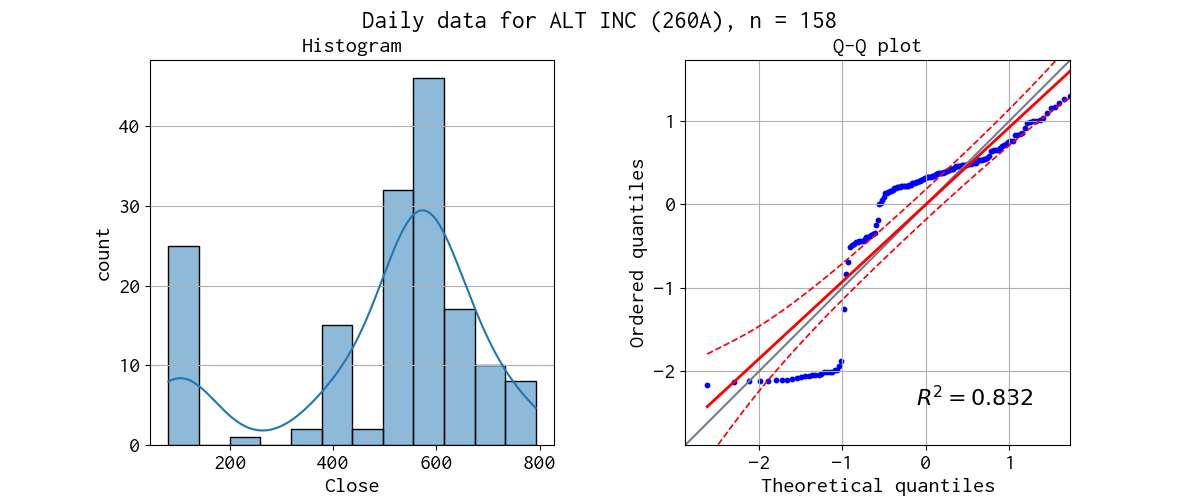 Daily data for ALT INC (260A), n = 158
Histogram
count
40
30
20
10
0
200 400 600 800
Close
Q-Q plot
Ordered quantiles
1
0
−1
−2
R² = 0.832
−2 −1 0 1
Theoretical quantiles